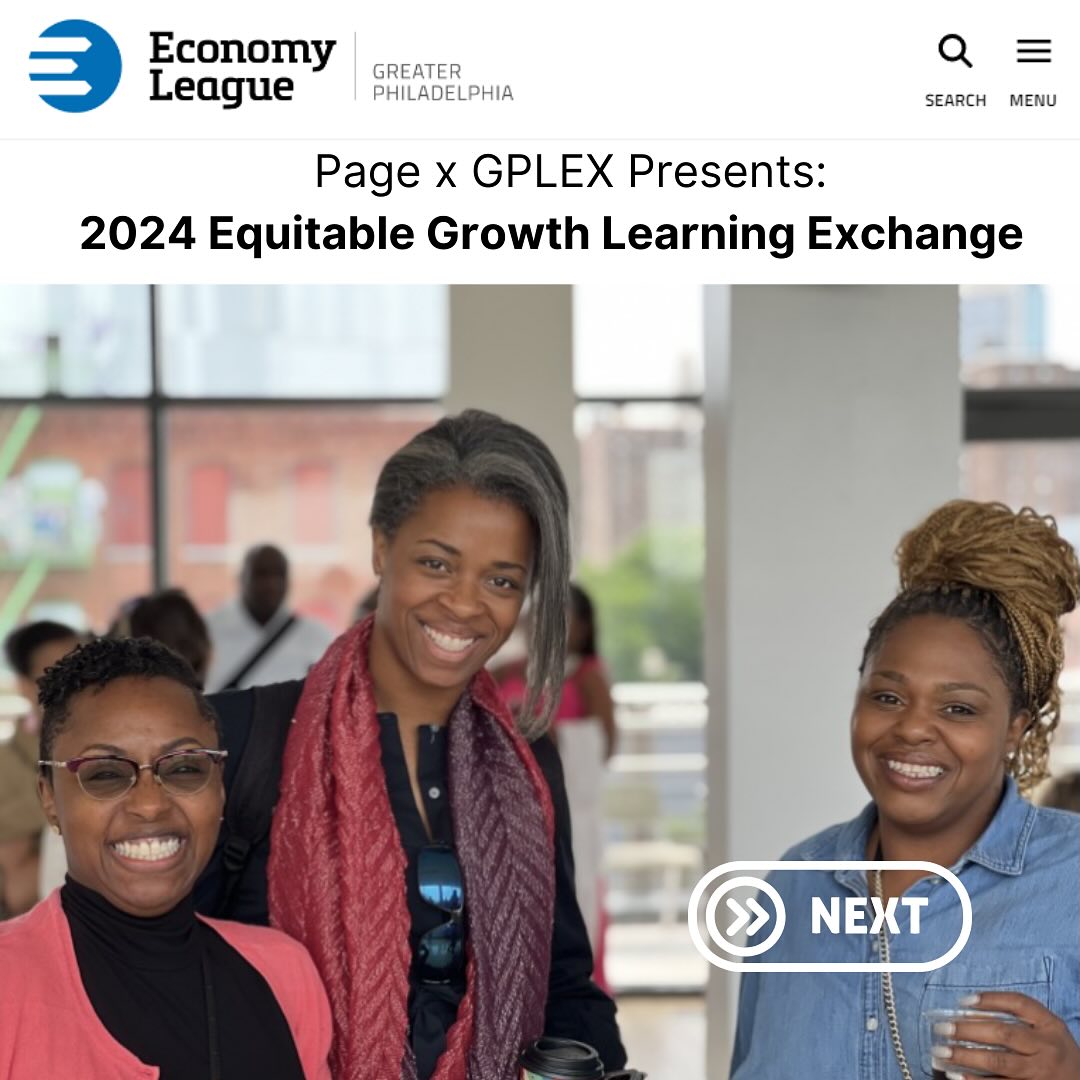 Economy
League
GREATER
PHILADELPHIA
SEARCH
MENU
Page x GPLEX Presents:
2024 Equitable Growth Learning Exchange
NEXT